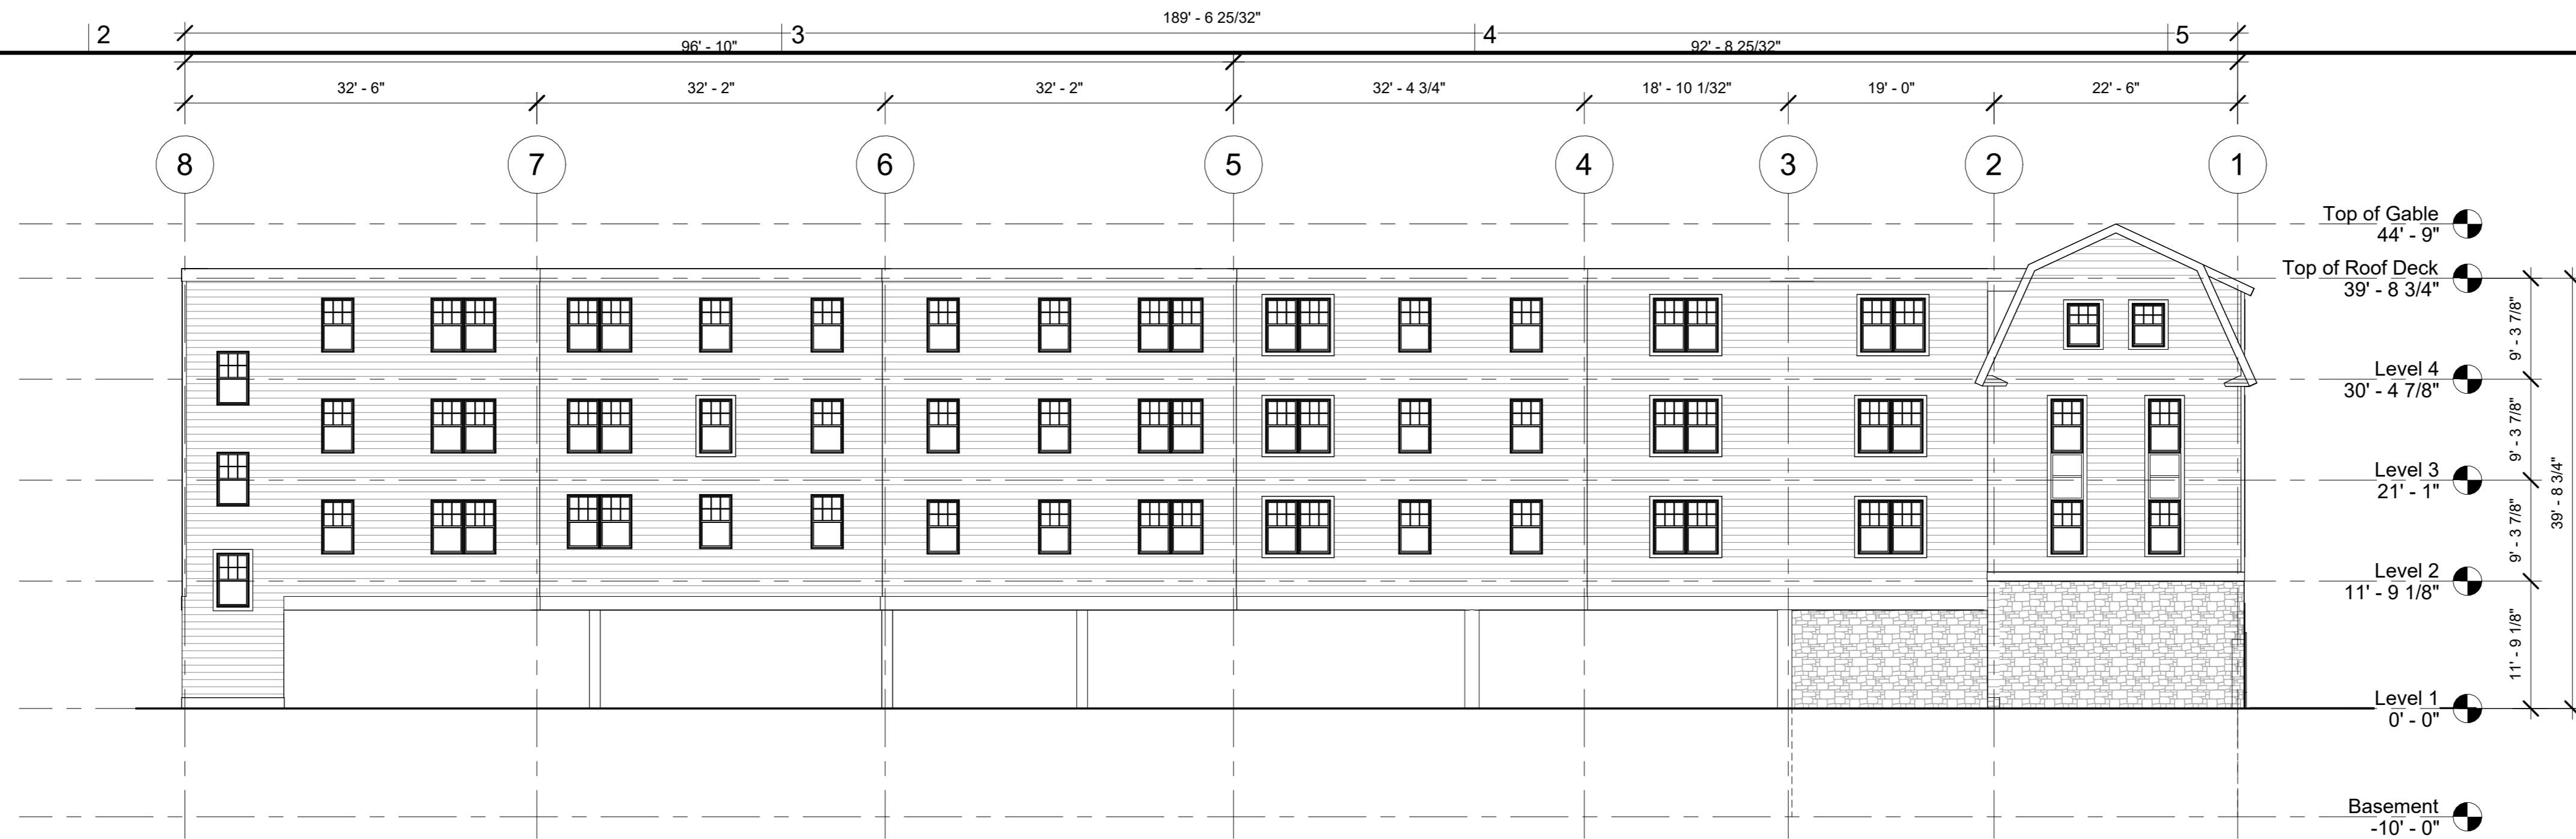 189' - 6 25/32"
2
3
4
5
96' - 10"
92' - 8 25/32"
32' - 6"
32' - 2"
32' - 2"
32' - 4 3/4"
18' - 10 1/32"
19' - 0"
22' - 6"
8
7
6
5
4
3
2
1
Top of Gable
44' - 9"
Top of Roof Deck
39' - 8 3/4"
9' - 3 7/8"
Level 4
30' - 4 7/8"
9' - 3 7/8"
Level 3
21' - 1"
39' - 8 3/4"
9' - 3 7/8"
Level 2
11' - 9 1/8"
11' - 9 1/8"
Level 1
0' - 0"
Basement
-10' - 0"